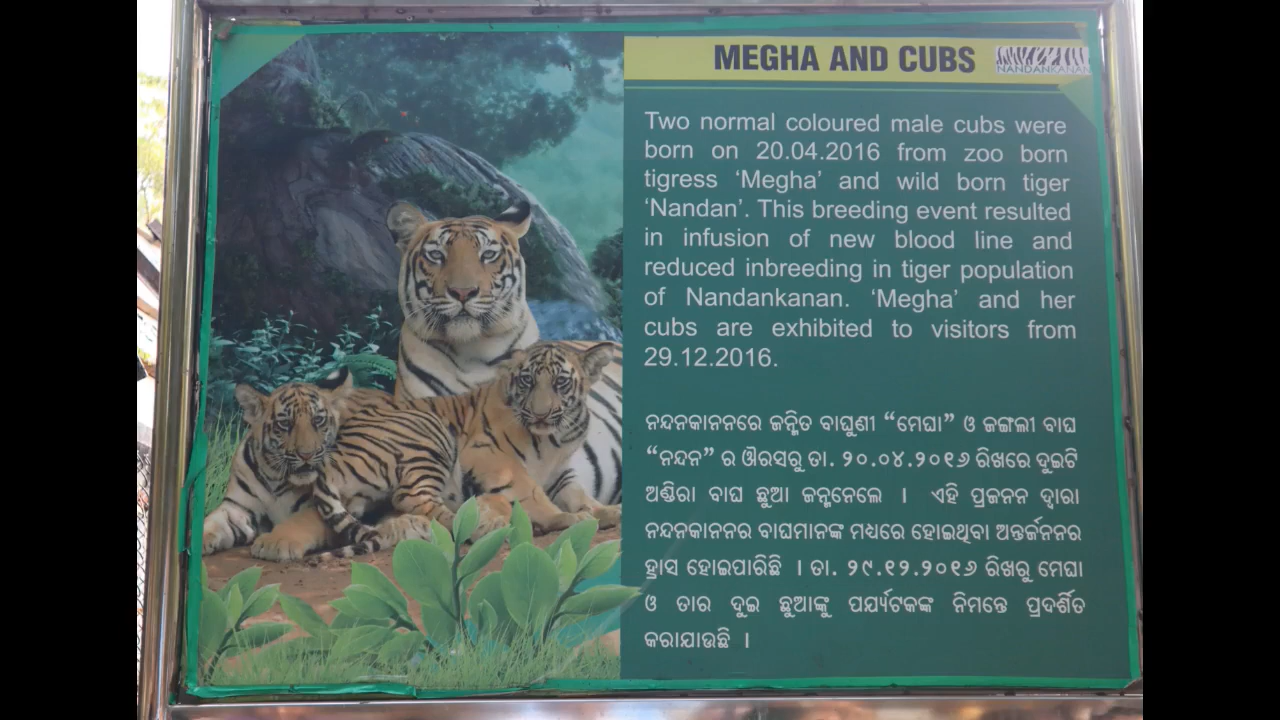 MEGHA AND CUBS
NANDANKANAN
Two normal coloured male cubs were
born on 20.04.2016 from zoo born
tigress ‘Megha’ and wild born tiger
‘Nandan’. This breeding event resulted
in infusion of new blood line and
reduced inbreeding in tiger population
of Nandankanan. ‘Megha’ and her
cubs are exhibited to visitors from
29.12.2016.
ନନ୍ଦନକାନନରେ ଜନ୍ମିତ ବାଘୁଣୀ “ମେଘା” ଓ ଜଙ୍ଗଲୀ ବାଘ
“ନନ୍ଦନ” ର ଔରସରୁ ତା. ୨୦.୦୪.୨୦୧୬ ରିଖରେ ଦୁଇଟି
ଅଣ୍ଡିରା ବାଘ ଛୁଆ ଜନ୍ମନେଲେ । ଏହି ପ୍ରଜନନ ଦ୍ୱାରା
ନନ୍ଦନକାନନର ବାଘମାନଙ୍କ ମଧ୍ୟରେ ହୋଇଥିବା ଅନ୍ତର୍ଜନନର
ହ୍ରାସ ହୋଇପାରିଛି । ତା. ୨୯.୧୨.୨୦୧୬ ରିଖରୁ ମେଘା
ଓ ତାର ଦୁଇ ଛୁଆଙ୍କୁ ପର୍ଯ୍ୟଟକଙ୍କ ନିମନ୍ତେ ପ୍ରଦର୍ଶିତ
କରାଯାଉଛି ।